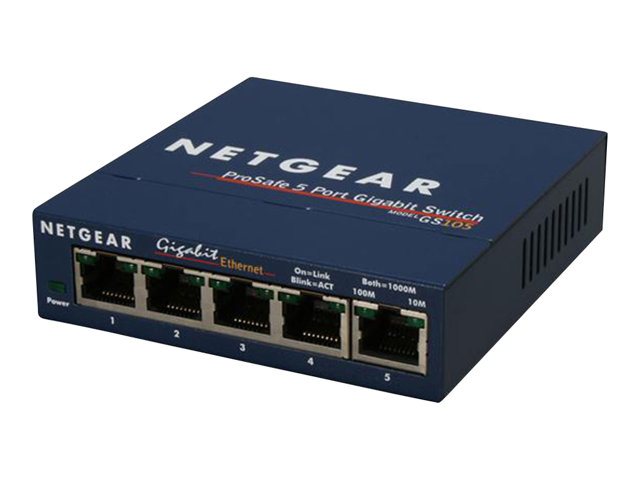 NETGEAR
ProSafe 5 Port Gigabit Switch
MODEL GS105
NETGEAR
Gigabit
Ethernet
On=Link
Blink=ACT
Both=1000M
100M 10M
Power
1 2 3 4 5